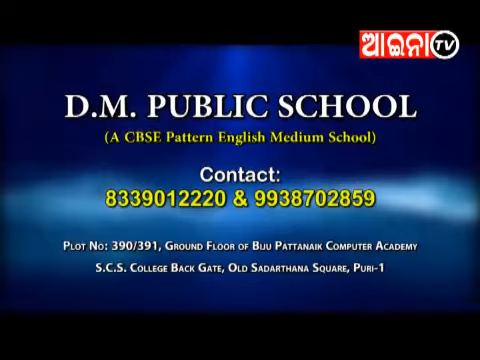 ଆଇନା TV
D.M. PUBLIC SCHOOL
(A CBSE Pattern English Medium School)
Contact:
8339012220 & 9938702859
PLOT NO: 390/391, GROUND FLOOR OF BIJU PATTANAIK COMPUTER ACADEMY
S.C.S. COLLEGE BACK GATE, OLD SADARTHANA SQUARE, PURI-1